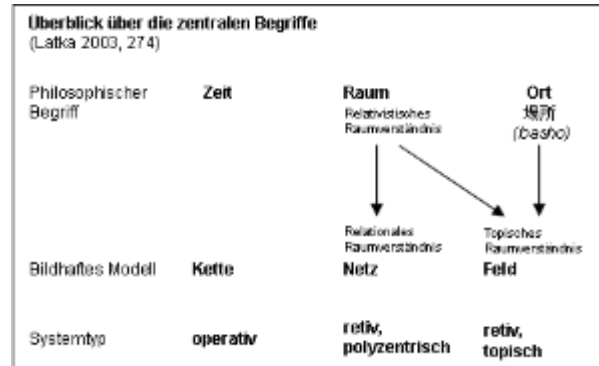 Überblick über die zentralen Begriffe
(Latka 2003, 274)
Philosophischer Begriff Zeit Raum Ort
Relativistisches Raumverständnis 場所
(basho)
Relationales Raumverständnis Topisches Raumverständnis
Bildhaftes Modell Kette Netz Feld
Systemtyp operativ retiv, polyzentrisch retiv, topisch